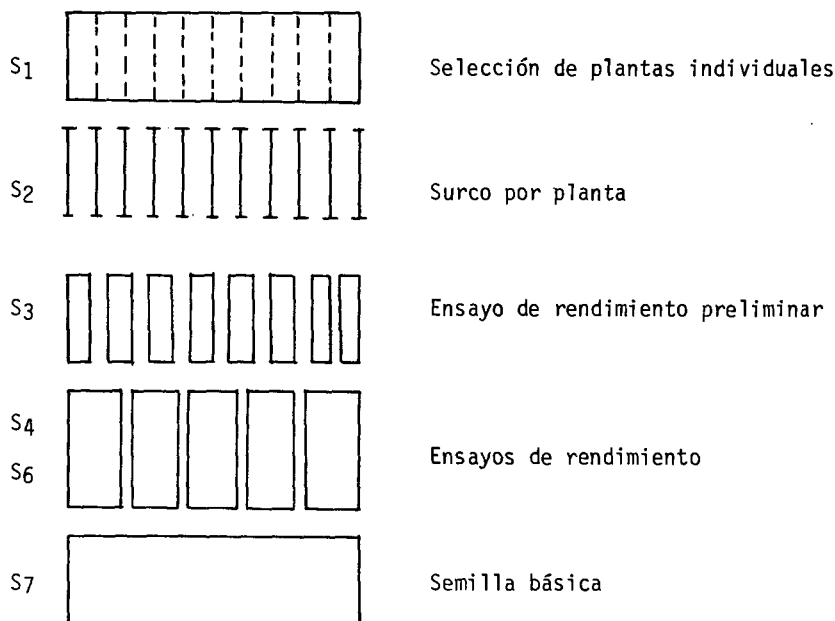 S1 Selección de plantas individuales
S2 Surco por planta
S3 Ensayo de rendimiento preliminar
S4
Ensayos de rendimiento
S6
S7 Semilla básica